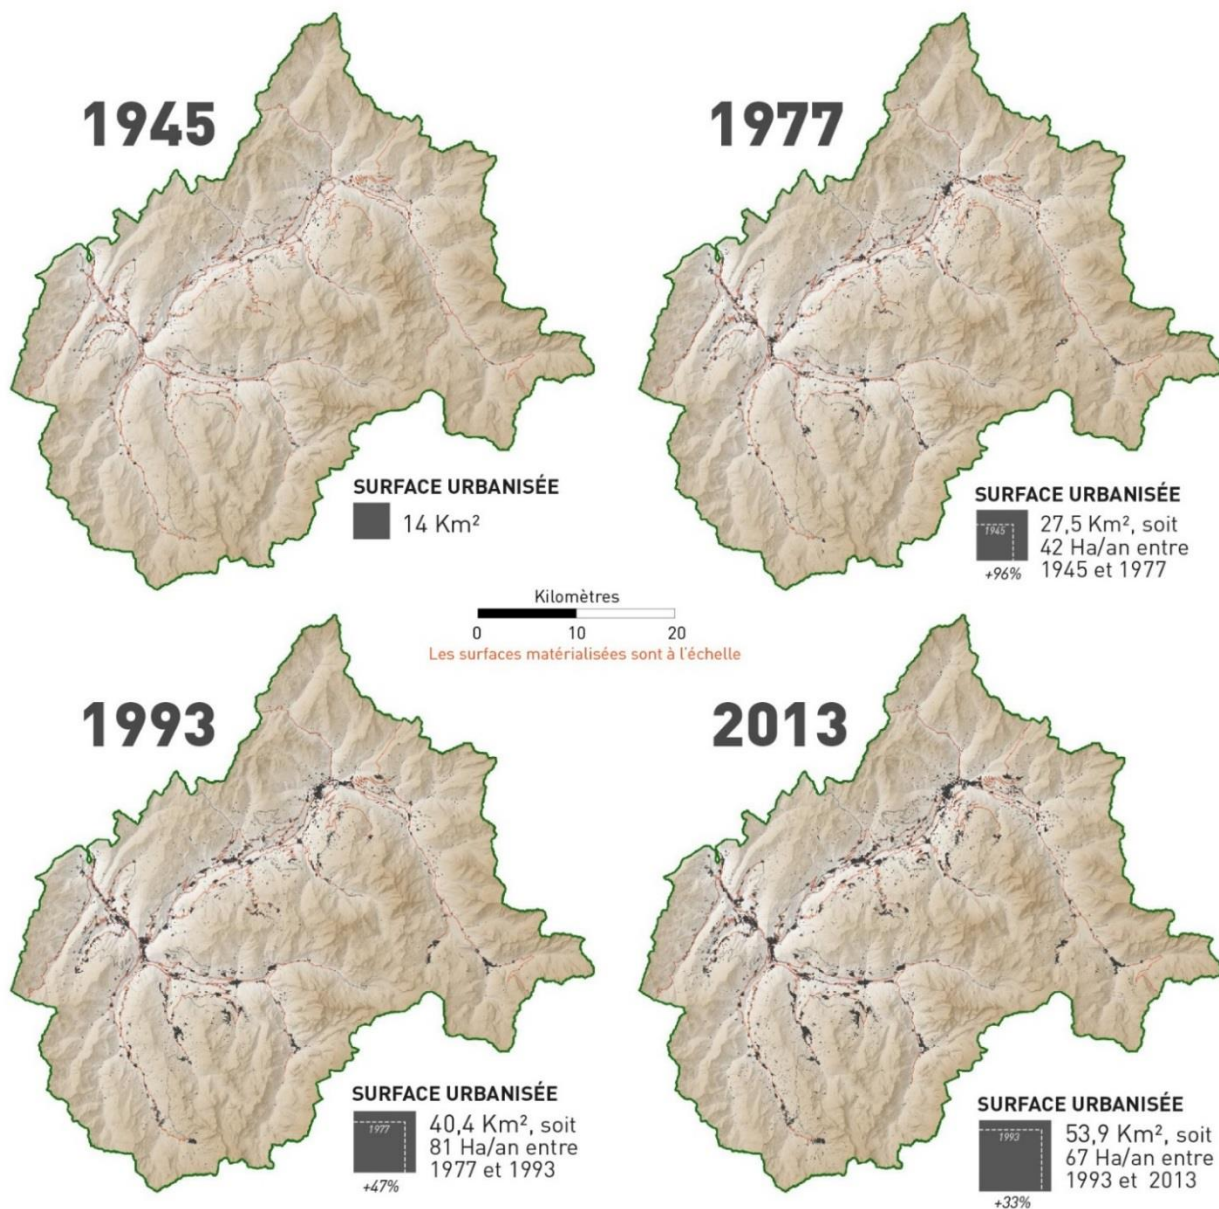 1945
1977
SURFACE URBANISÉE
14 Km²
SURFACE URBANISÉE
1945
27,5 Km², soit
42 Ha/an entre
1945 et 1977
+96%
Kilomètres
0 10 20
Les surfaces matérialisées sont à l'échelle
1993
2013
SURFACE URBANISÉE
1977
40,4 Km², soit
81 Ha/an entre
1977 et 1993
+47%
SURFACE URBANISÉE
1993
53,9 Km², soit
67 Ha/an entre
1993 et 2013
+33%